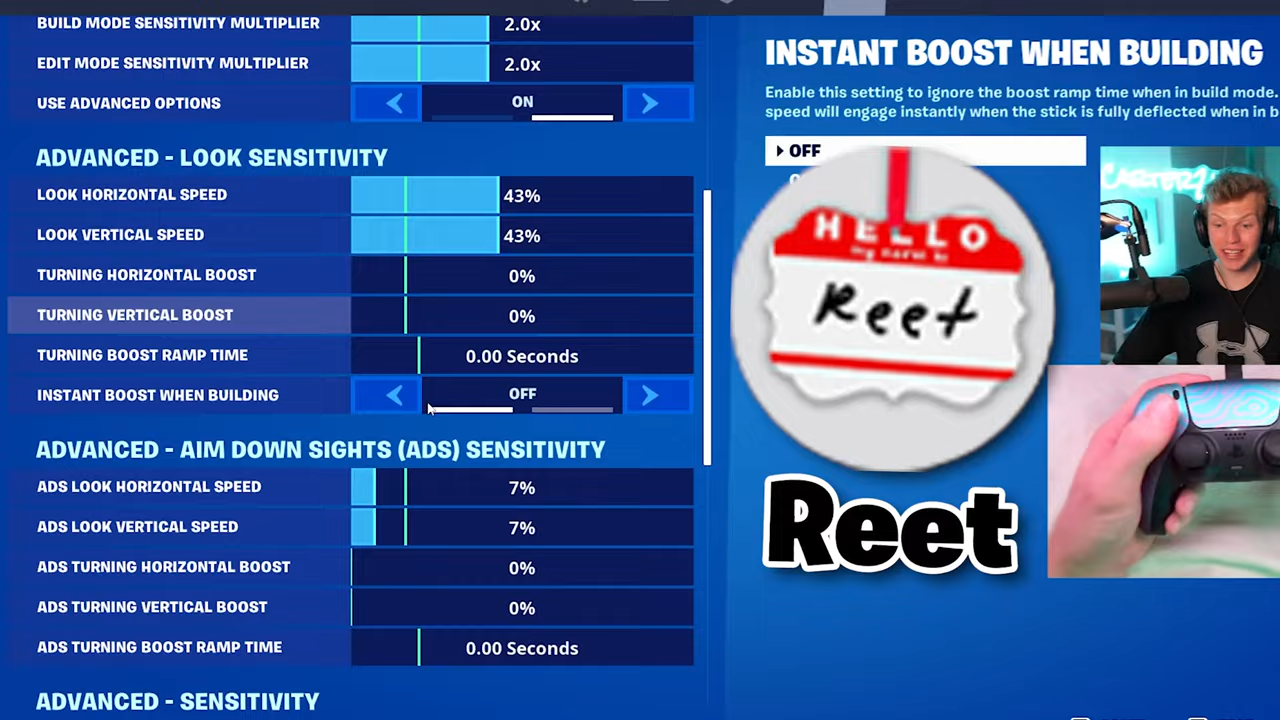 BUILD MODE SENSITIVITY MULTIPLIER 2.0x
EDIT MODE SENSITIVITY MULTIPLIER 2.0x
USE ADVANCED OPTIONS ON
ADVANCED - LOOK SENSITIVITY
LOOK HORIZONTAL SPEED 43%
LOOK VERTICAL SPEED 43%
TURNING HORIZONTAL BOOST 0%
TURNING VERTICAL BOOST 0%
TURNING BOOST RAMP TIME 0.00 Seconds
INSTANT BOOST WHEN BUILDING OFF
ADVANCED - AIM DOWN SIGHTS (ADS) SENSITIVITY
ADS LOOK HORIZONTAL SPEED 7%
ADS LOOK VERTICAL SPEED 7%
ADS TURNING HORIZONTAL BOOST 0%
ADS TURNING VERTICAL BOOST 0%
ADS TURNING BOOST RAMP TIME 0.00 Seconds
ADVANCED - SENSITIVITY
INSTANT BOOST WHEN BUILDING
Enable this setting to ignore the boost ramp time when in build mode.
speed will engage instantly when the stick is fully deflected when in b
OFF
HELLO
my name is
Reet
Reet